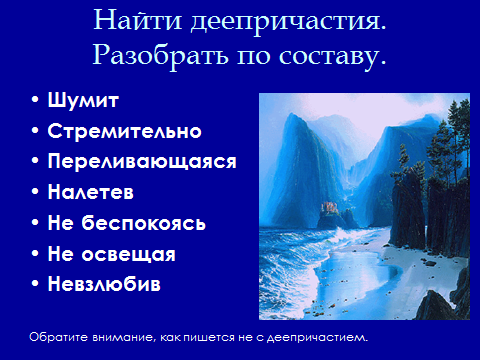 Найти деепричастия.
Разобрать по составу.
• Шумит
• Стремительно
• Переливающаяся
• Налетев
• Не беспокоясь
• Не освещая
• Невзлюбив
Обратите внимание, как пишется не с деепричастием.